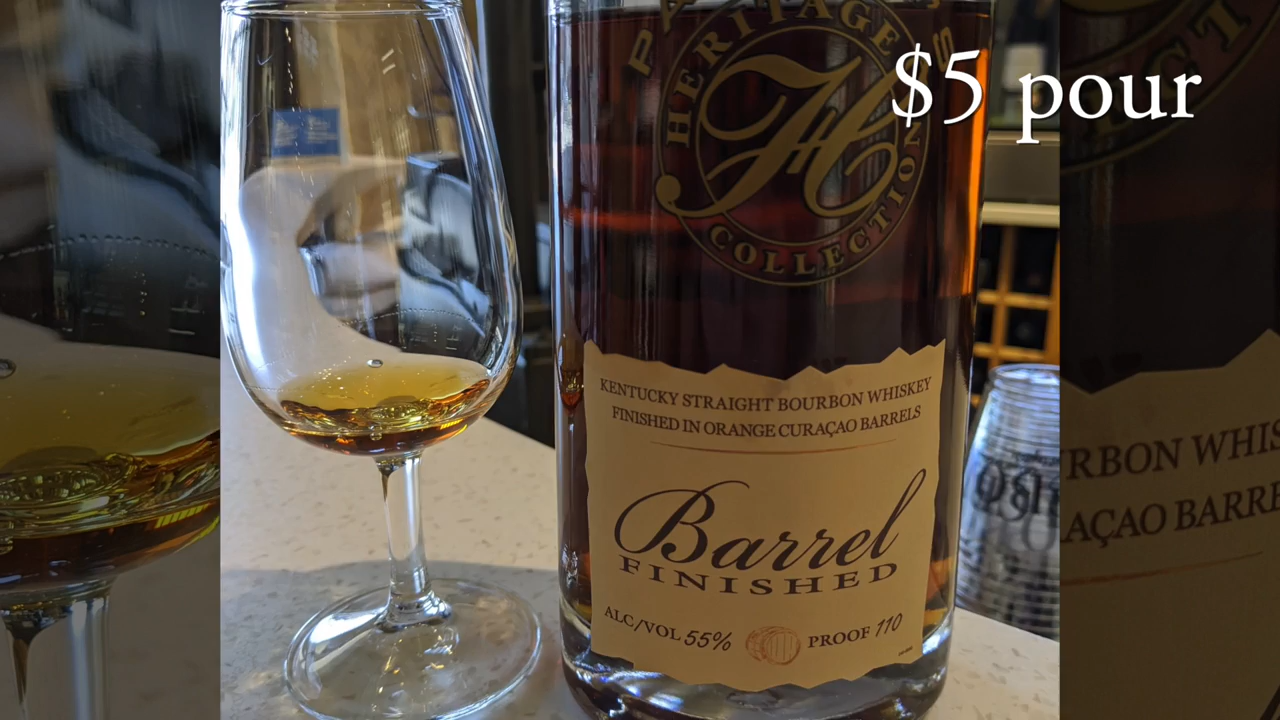 $5 pour
HERITAGE
COLLECTION
H
KENTUCKY STRAIGHT BOURBON WHISKEY
FINISHED IN ORANGE CURAÇAO BARRELS
Barrel
FINISHED
ALC/VOL 55% PROOF 110
RBON WHIS
AÇAO BARRE